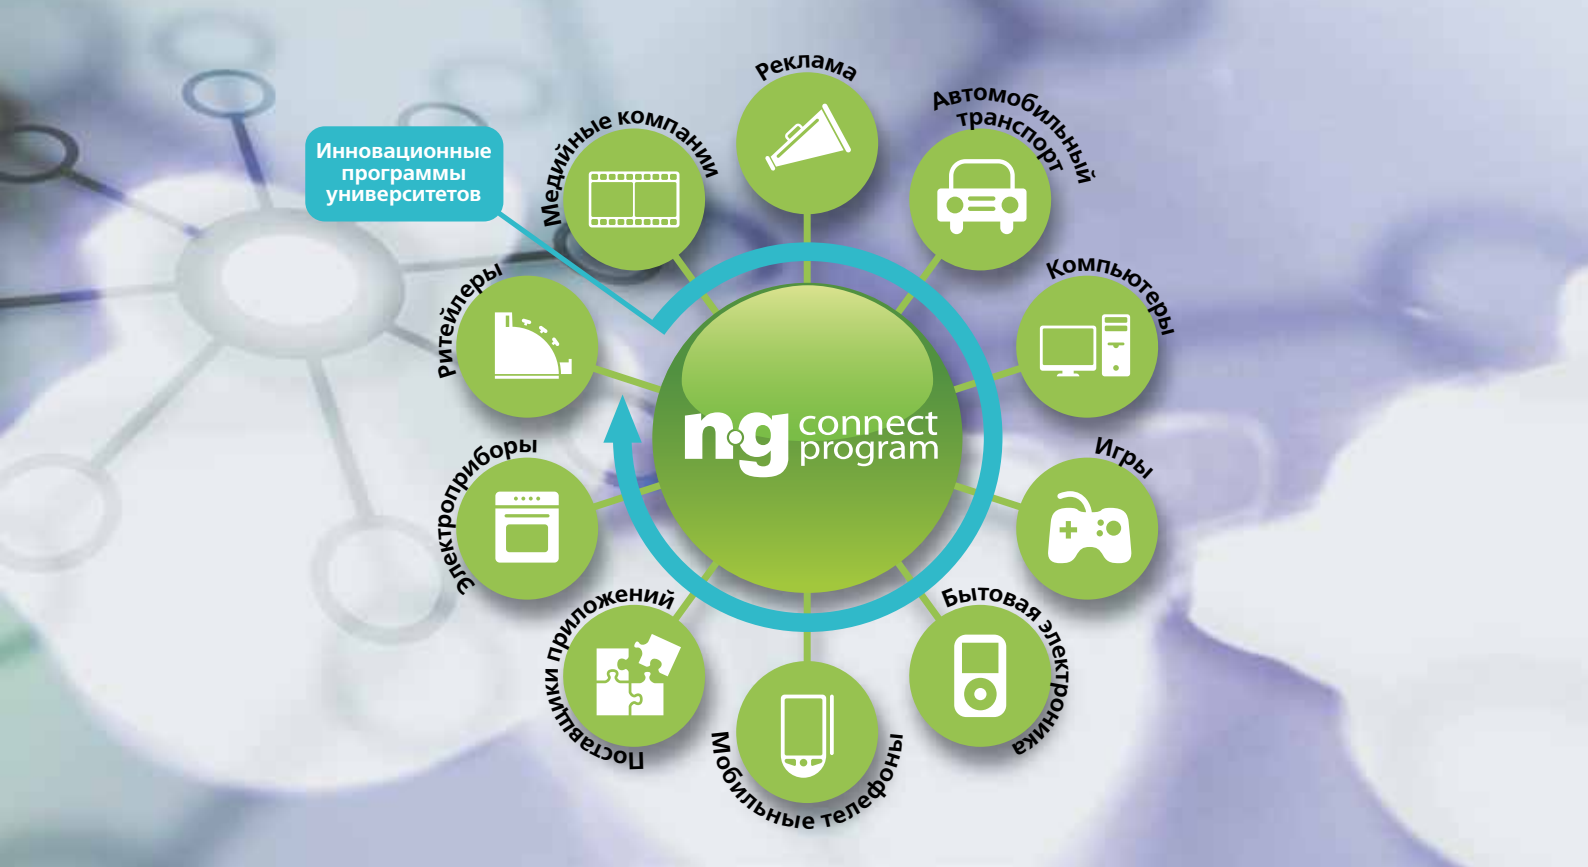 Реклама
Автомобильный
транспорт
Компьютеры
Игры
Бытовая электроника
Мобильные телефоны
Поставщики приложений
Электроприборы
Ритейлеры
Медийные компании
Инновационные
программы
университетов
ng connect
program